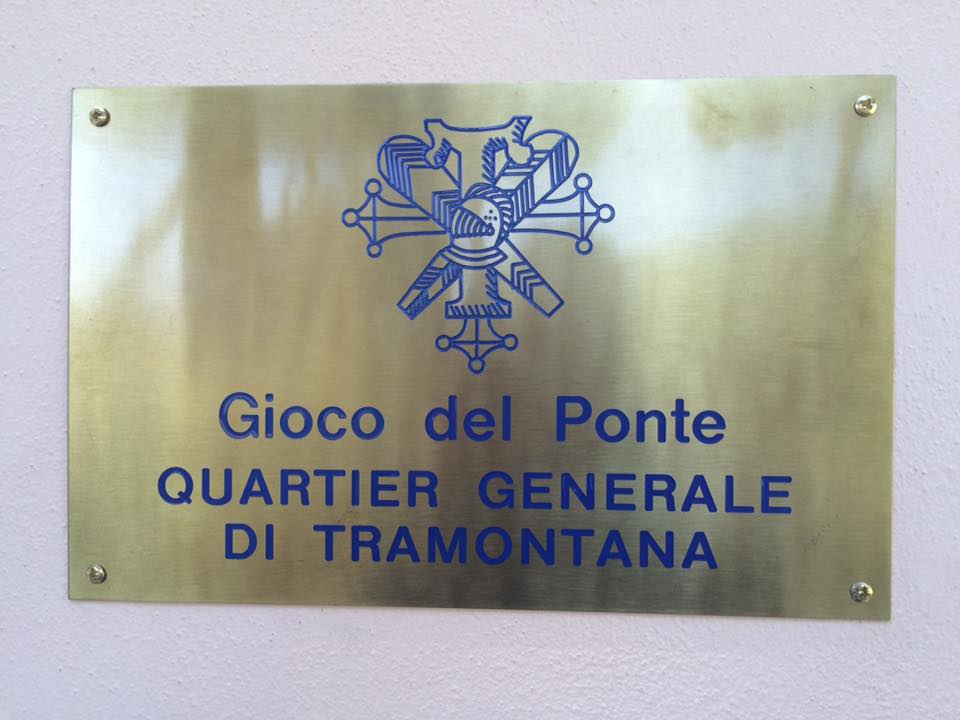 Gioco del Ponte
QUARTIER GENERALE
DI TRAMONTANA